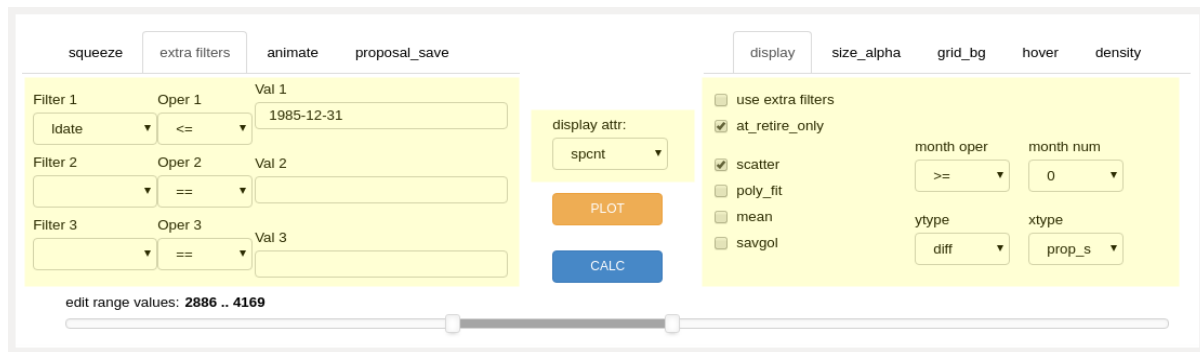 squeeze extra filters animate proposal_save display size_alpha grid_bg hover density
Filter 1 Oper 1 Val 1
ldate <= 1985-12-31
Filter 2 Oper 2 Val 2
==
Filter 3 Oper 3 Val 3
==
display attr:
spcnt
PLOT
CALC
use extra filters
at_retire_only
scatter
poly_fit
mean
savgol
month oper month num
>= 0
ytype xtype
diff prop_s
edit range values: 2886 .. 4169